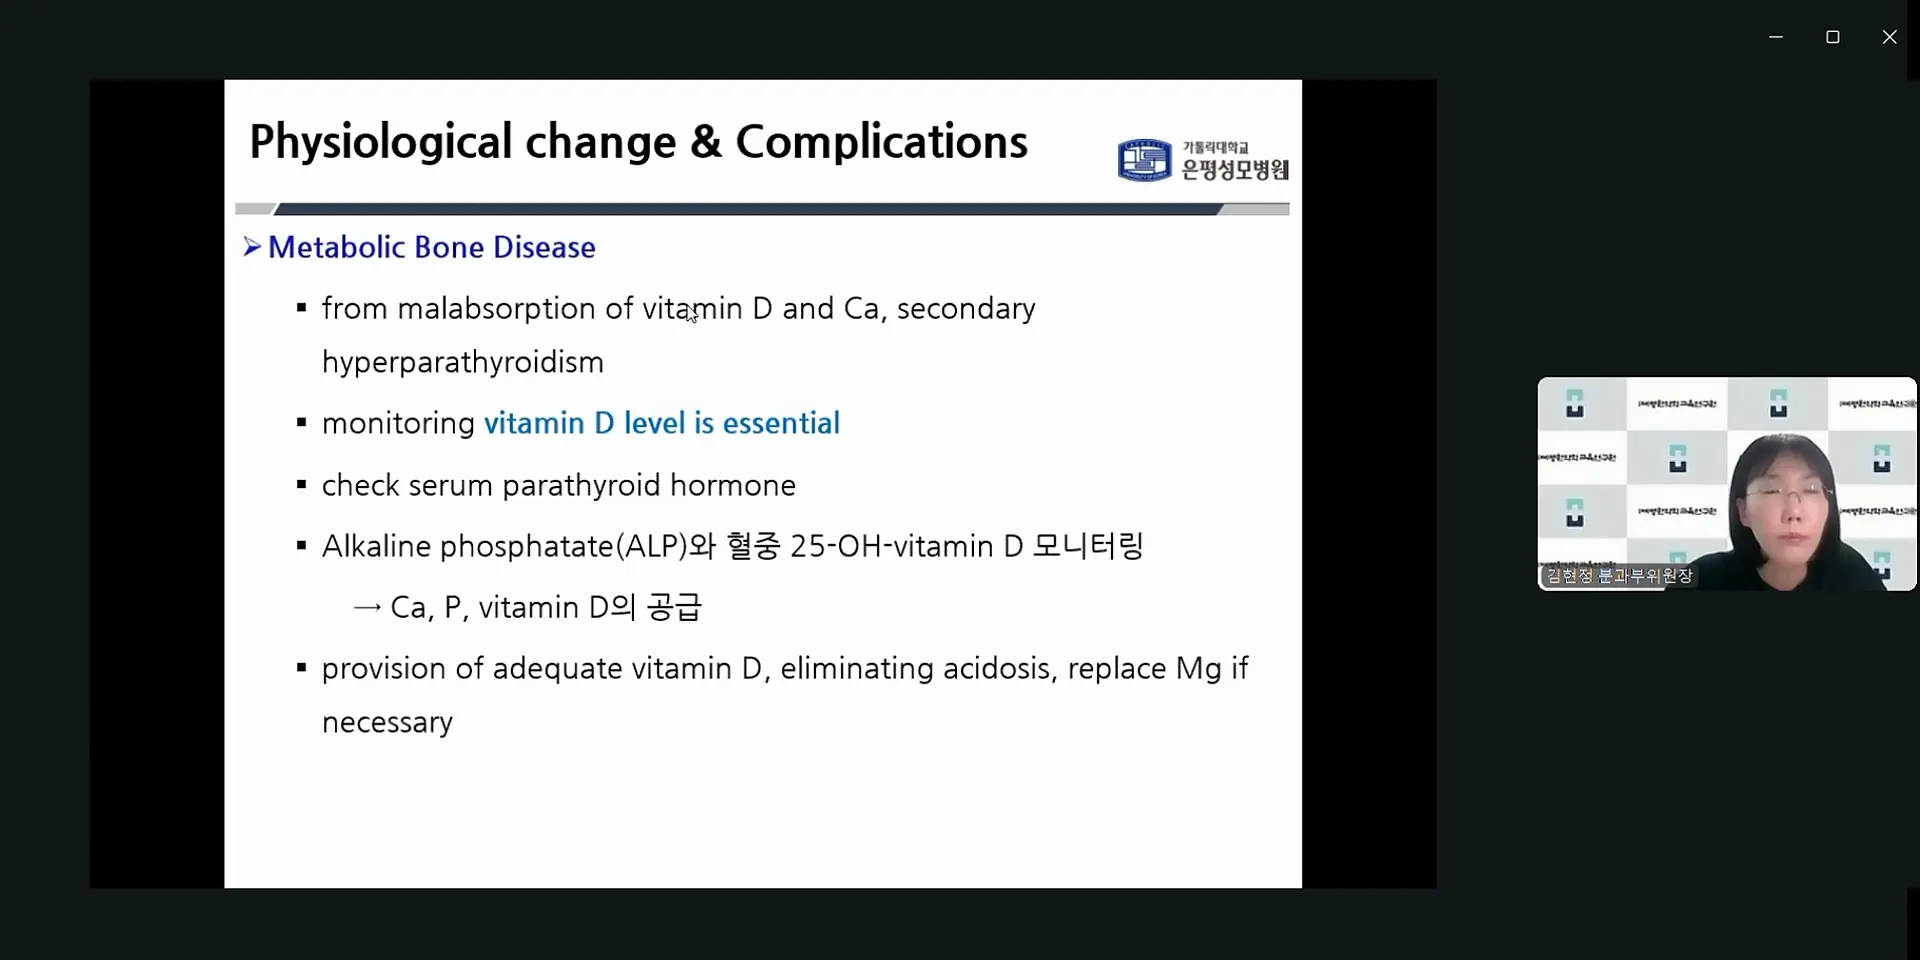 Physiological change & Complications
가톨릭대학교
은평성모병원
➢ Metabolic Bone Disease
▪ from malabsorption of vitamin D and Ca, secondary
hyperparathyroidism
▪ monitoring vitamin D level is essential
▪ check serum parathyroid hormone
▪ Alkaline phosphatate(ALP)와 혈중 25-OH-vitamin D 모니터링
→ Ca, P, vitamin D의 공급
▪ provision of adequate vitamin D, eliminating acidosis, replace Mg if
necessary
김현정 분과부위원장